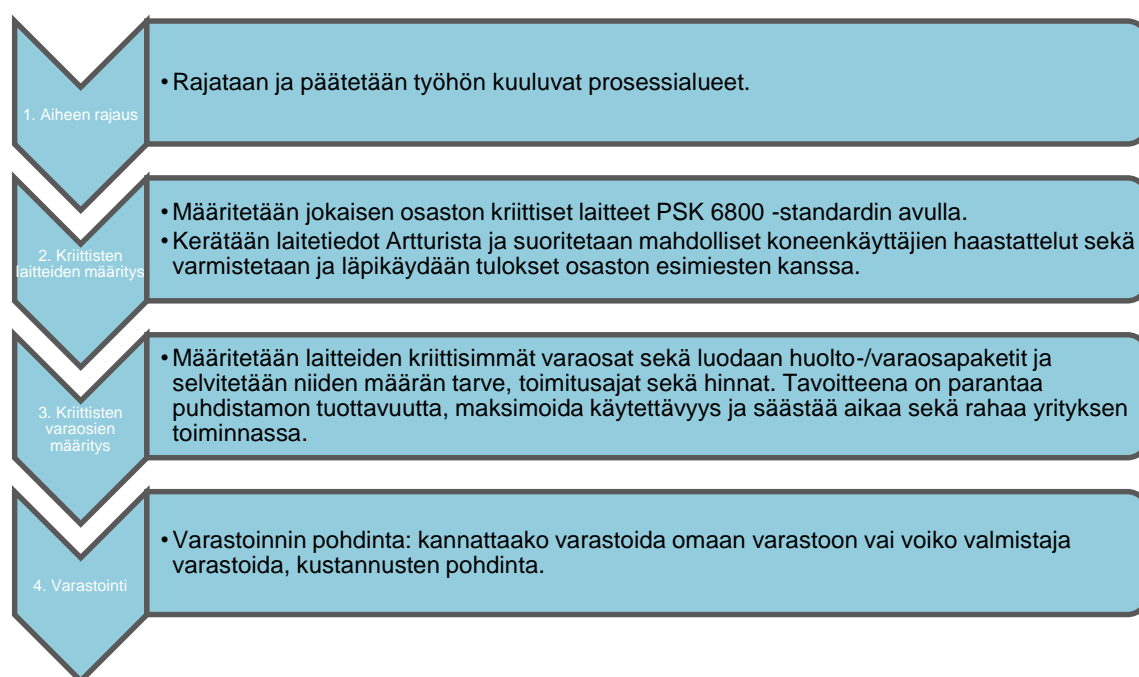 1. Aiheen rajaus
• Rajataan ja päätetään työhön kuuluvat prosessialueet.
2. Kriittisten
laitteiden määritys
• Määritetään jokaisen osaston kriittiset laitteet PSK 6800 -standardin avulla.
• Kerätään laitetiedot Artturista ja suoritetaan mahdolliset koneenkäyttäjien haastattelut sekä
varmistetaan ja läpikäydään tulokset osaston esimiesten kanssa.
3. Kriittisten
varaosien
määritys
• Määritetään laitteiden kriittisimmät varaosat sekä luodaan huolto-/varaosapaketit ja
selvitetään niiden määrän tarve, toimitusajat sekä hinnat. Tavoitteena on parantaa
puhdistamon tuottavuutta, maksimoida käytettävyys ja säästää aikaa sekä rahaa yrityksen
toiminnassa.
4. Varastointi
• Varastoinnin pohdinta: kannattaako varastoida omaan varastoon vai voiko valmistaja
varastoida, kustannusten pohdinta.